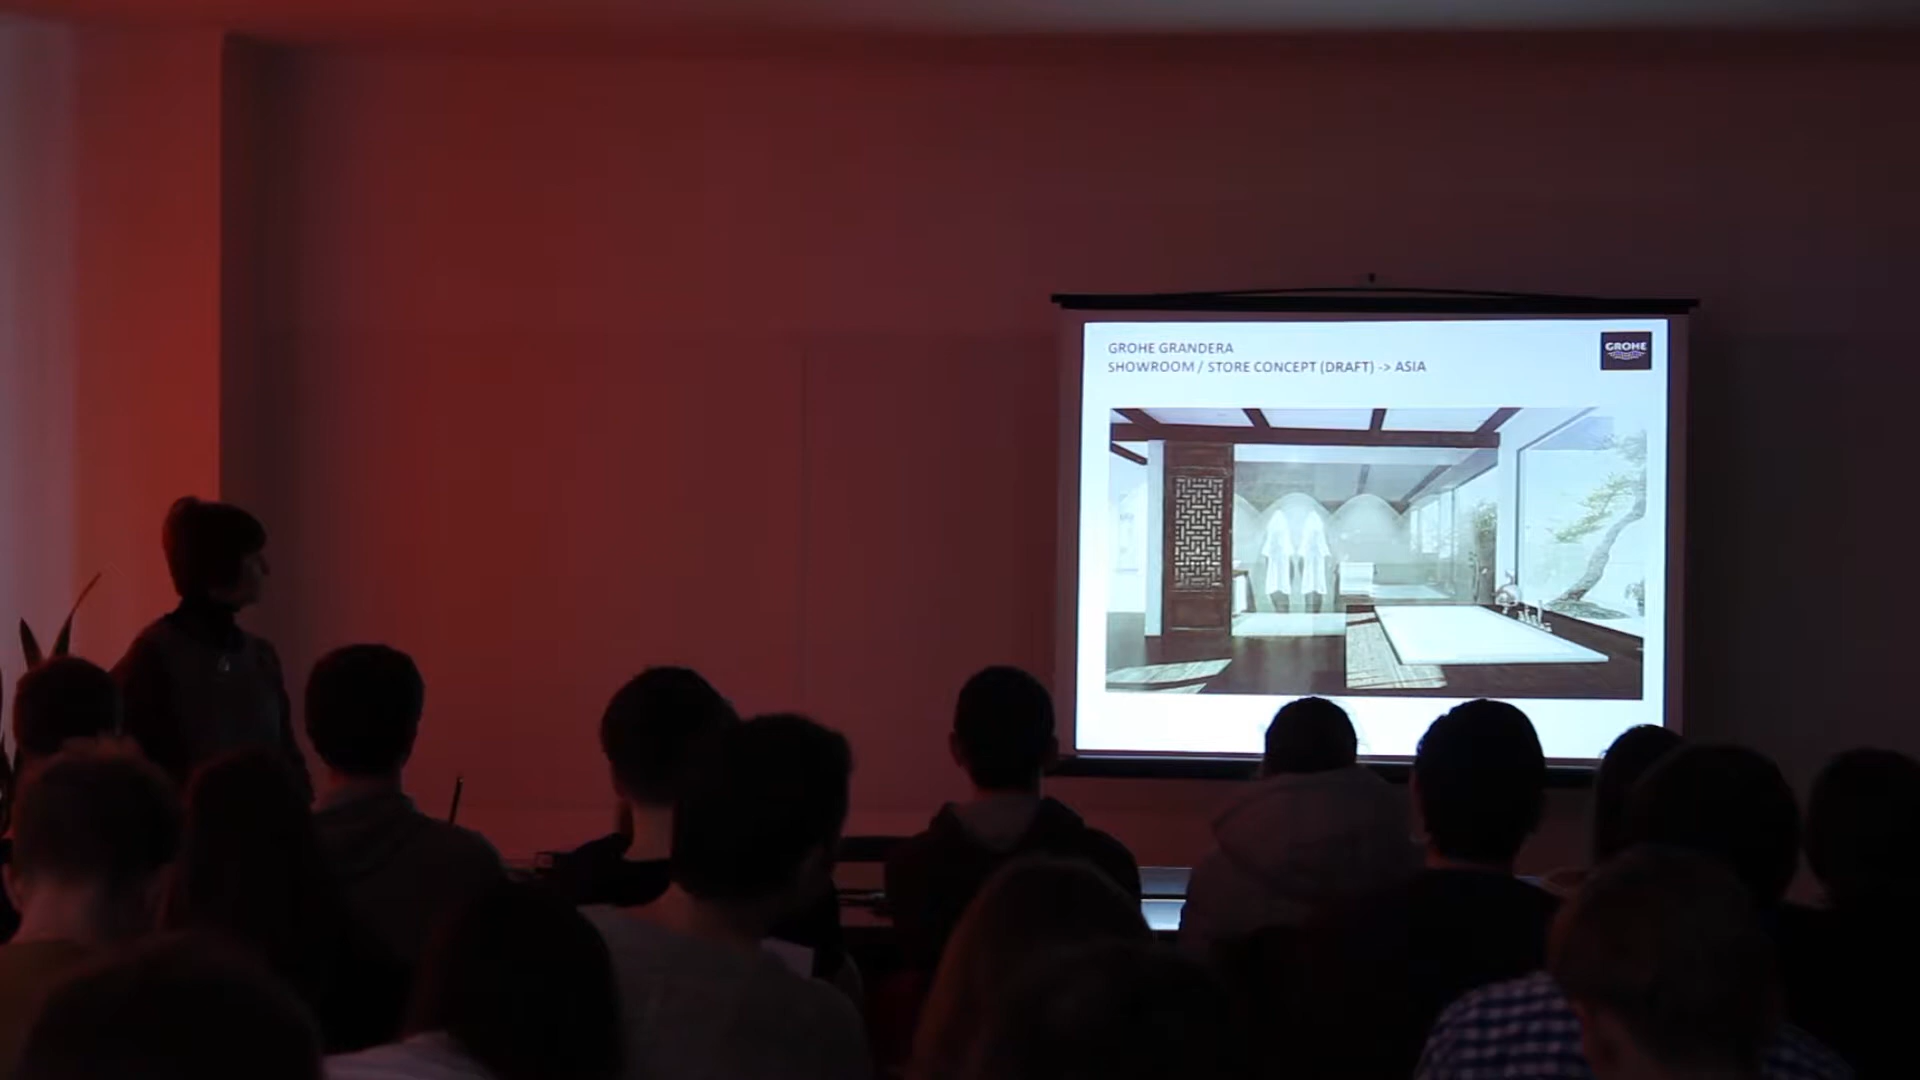 GROHE GRANDERA
SHOWROOM / STORE CONCEPT (DRAFT) -> ASIA
GROHE